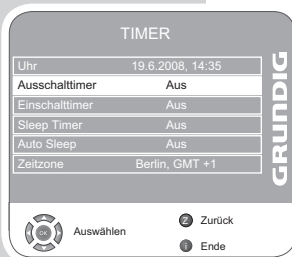 TIMER
Uhr 19.6.2008, 14:35
Ausschalttimer Aus
Einschalttimer Aus
Sleep Timer Aus
Auto Sleep Aus
Zeitzone Berlin, GMT +1
GRUNDIG
OK Auswählen
Z Zurück
i Ende